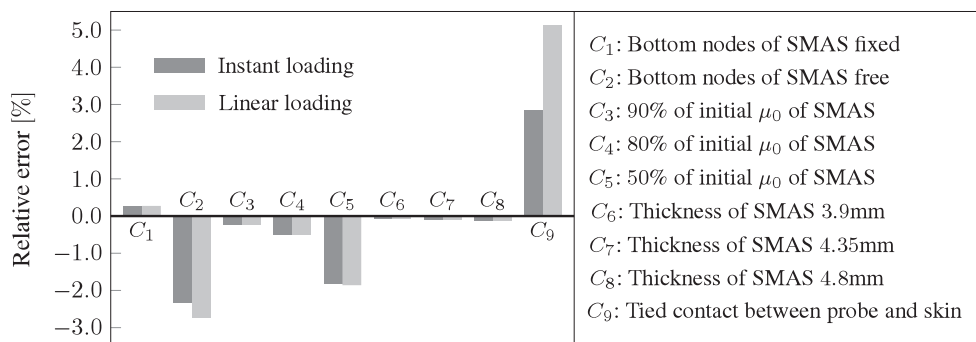 Relative error [%]
5.0
4.0
3.0
2.0
1.0
0.0
−1.0
−2.0
−3.0
Instant loading
Linear loading
C1
C2
C3
C4
C5
C6
C7
C8
C9
C1: Bottom nodes of SMAS fixed
C2: Bottom nodes of SMAS free
C3: 90% of initial μ0 of SMAS
C4: 80% of initial μ0 of SMAS
C5: 50% of initial μ0 of SMAS
C6: Thickness of SMAS 3.9mm
C7: Thickness of SMAS 4.35mm
C8: Thickness of SMAS 4.8mm
C9: Tied contact between probe and skin